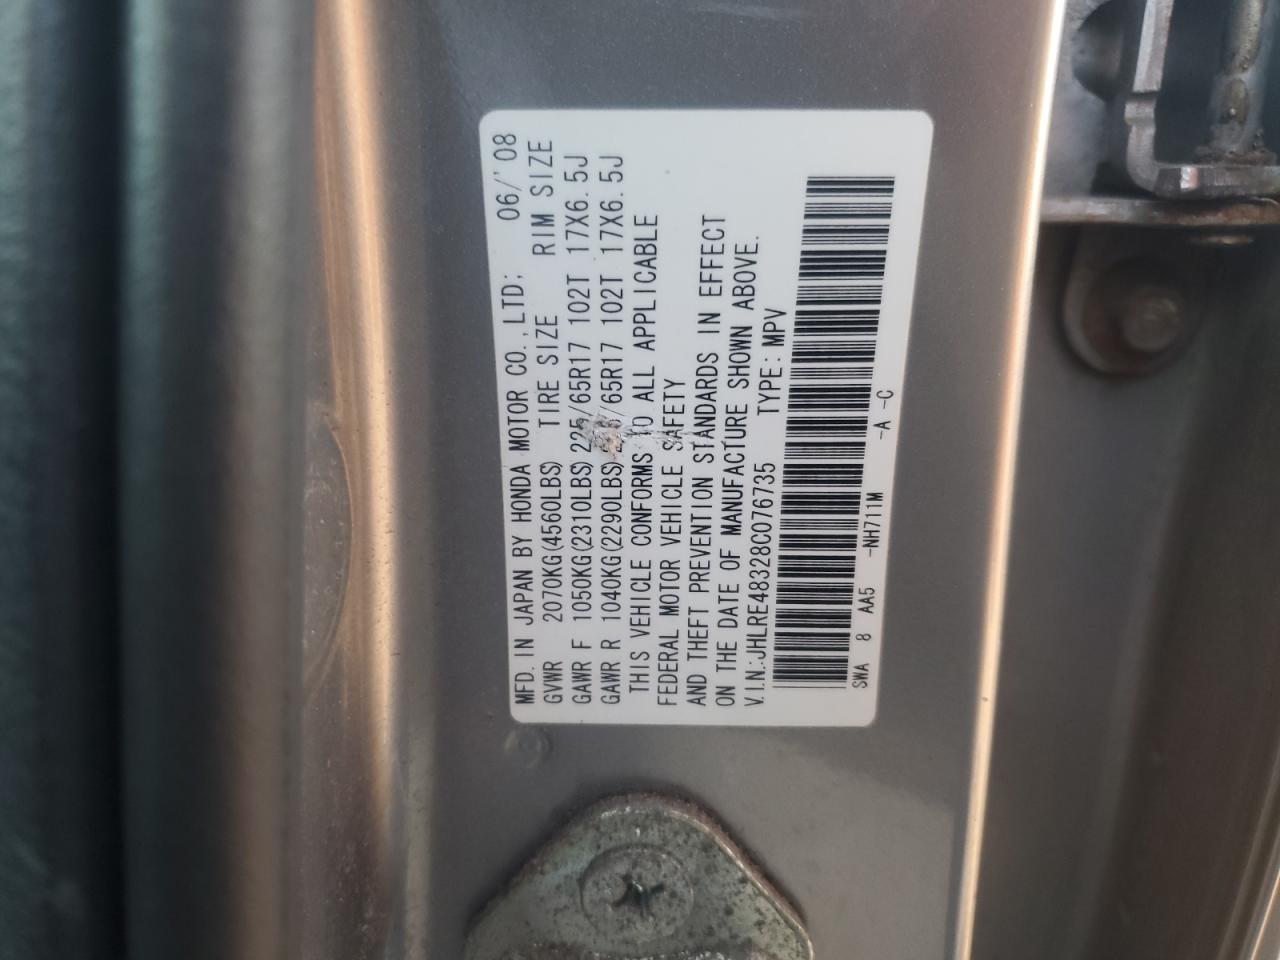 MFD. IN JAPAN BY HONDA MOTOR CO., LTD; 06/'08
GVWR 2070KG(4560LBS) TIRE SIZE RIM SIZE
GAWR F 1050KG(2310LBS) 225/65R17 102T 17X6.5J
GAWR R 1040KG(2290LBS) /65R17 102T 17X6.5J
THIS VEHICLE CONFORMS TO ALL APPLICABLE
FEDERAL MOTOR VEHICLE SAFETY
AND THEFT PREVENTION STANDARDS IN EFFECT
ON THE DATE OF MANUFACTURE SHOWN ABOVE.
V.I.N.:JHLRE48328C076735 TYPE: MPV
SWA 8 AA5 -NH711M -A -C